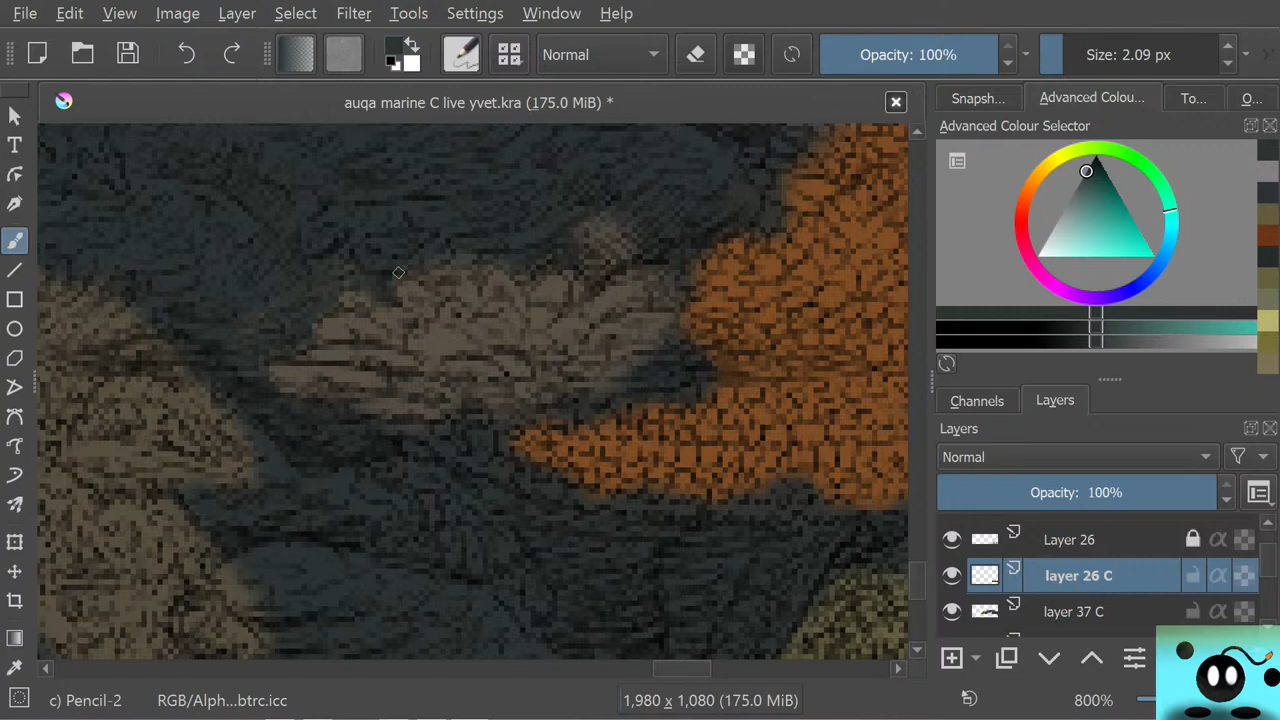 File Edit View Image Layer Select Filter Tools Settings Window Help
Normal
Opacity: 100%
Size: 2.09 px
auqa marine C live yvet.kra (175.0 MiB) *
Snapsh... Advanced Colou... To... O...
Advanced Colour Selector
Channels Layers
Layers
Normal
Opacity: 100%
Layer 26
layer 26 C
layer 37 C
c) Pencil-2 RGB/Alph...btrc.icc 1,980 x 1,080 (175.0 MiB) 800%